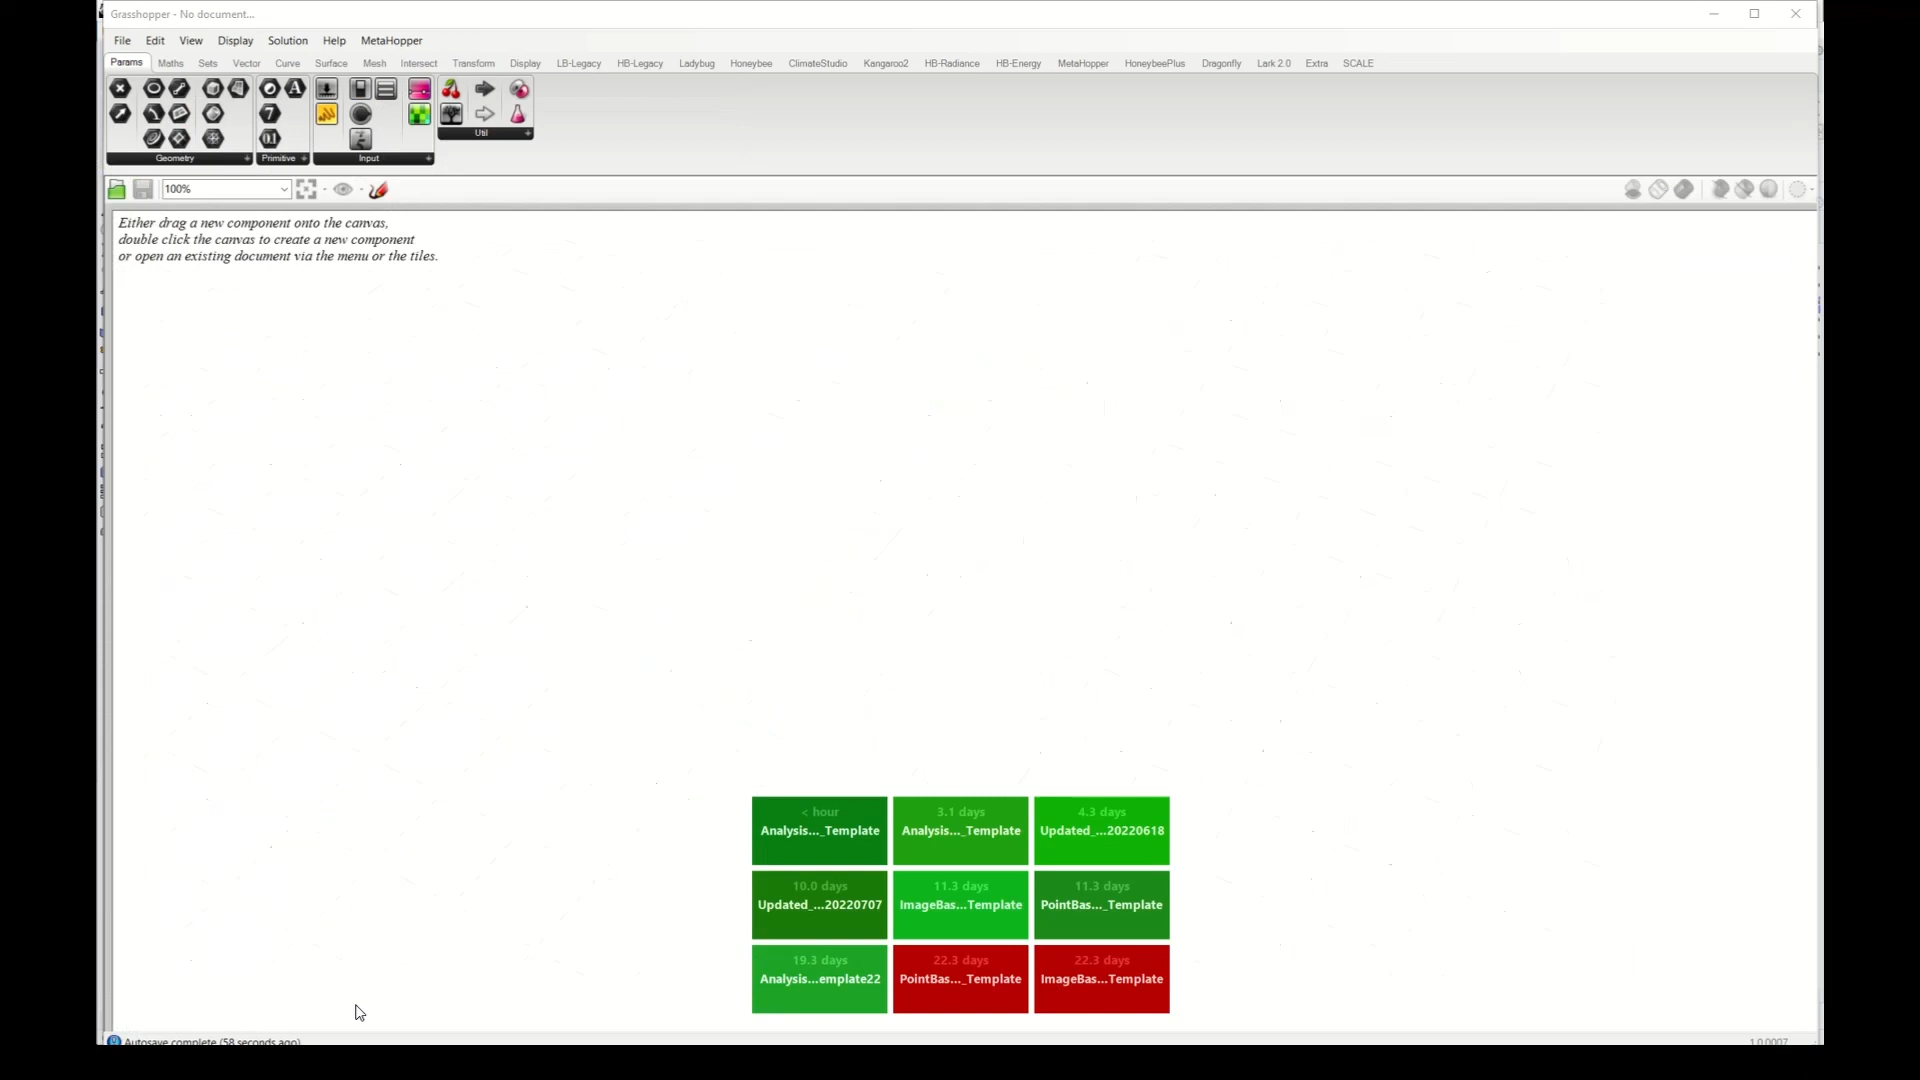 Grasshopper - No document...
File Edit View Display Solution Help MetaHopper
Params Maths Sets Vector Curve Surface Mesh Intersect Transform Display LB-Legacy HB-Legacy Ladybug Honeybee ClimateStudio Kangaroo2 HB-Radiance HB-Energy MetaHopper HoneybeePlus Dragonfly Lark 2.0 Extra SCALE
Util
Geometry Primitive Input
100%
Either drag a new component onto the canvas,
double click the canvas to create a new component
or open an existing document via the menu or the tiles.
< hour 3.1 days 4.3 days
Analysis..._Template Analysis..._Template Updated_...20220618
10.0 days 11.3 days 11.3 days
Updated_...20220707 ImageBas...Template PointBas..._Template
19.3 days 22.3 days 22.3 days
Analysis...emplate22 PointBas..._Template ImageBas...Template
Autosave complete (58 seconds ago)
1.0.0007